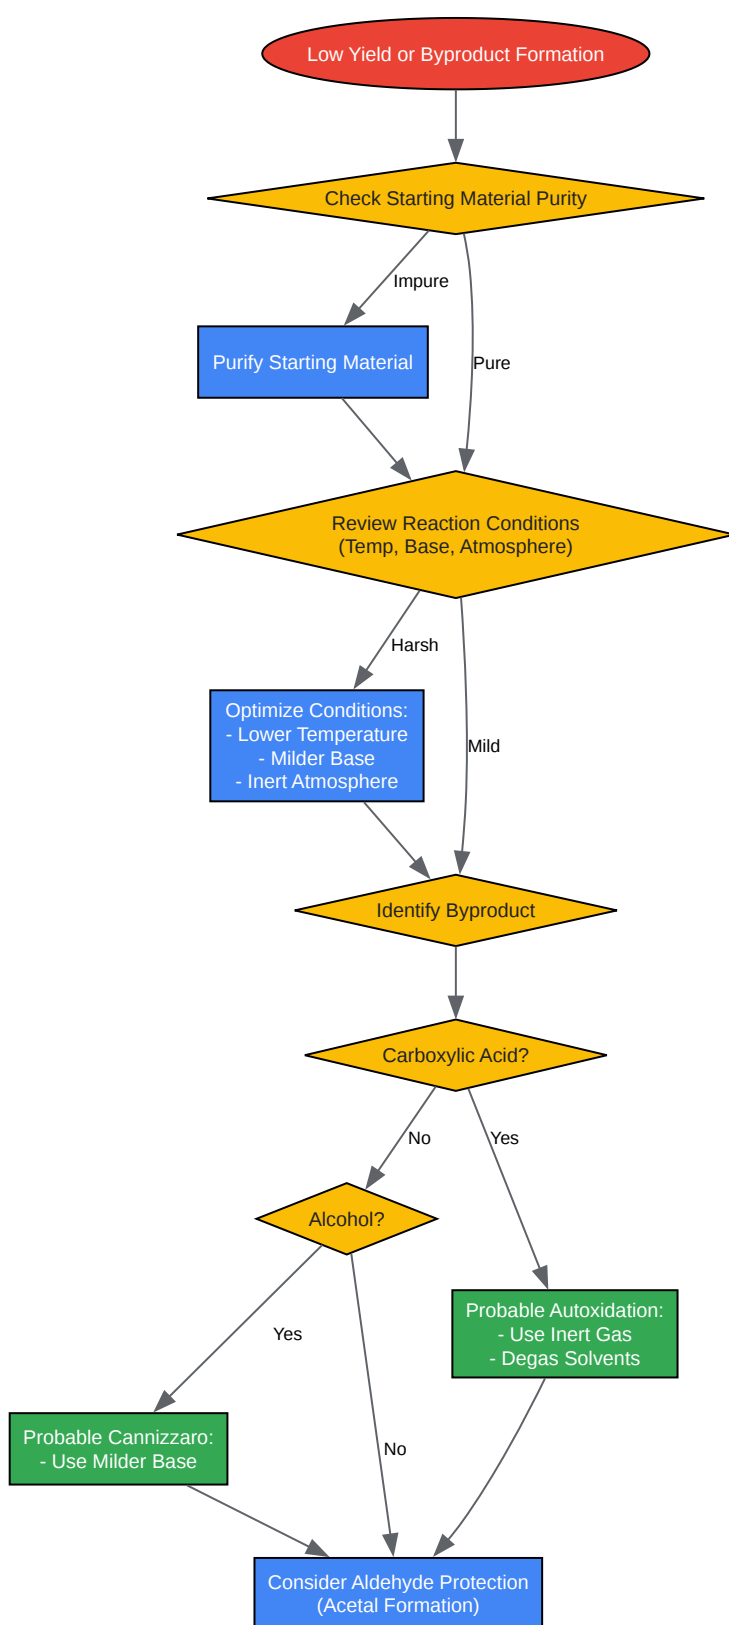 Low Yield or Byproduct Formation
Check Starting Material Purity
Impure
Purify Starting Material
Pure
Review Reaction Conditions
(Temp, Base, Atmosphere)
Harsh
Optimize Conditions:
- Lower Temperature
- Milder Base
- Inert Atmosphere
Mild
Identify Byproduct
Carboxylic Acid?
No
Yes
Alcohol?
Probable Autoxidation:
- Use Inert Gas
- Degas Solvents
Yes
Probable Cannizzaro:
- Use Milder Base
No
Consider Aldehyde Protection
(Acetal Formation)